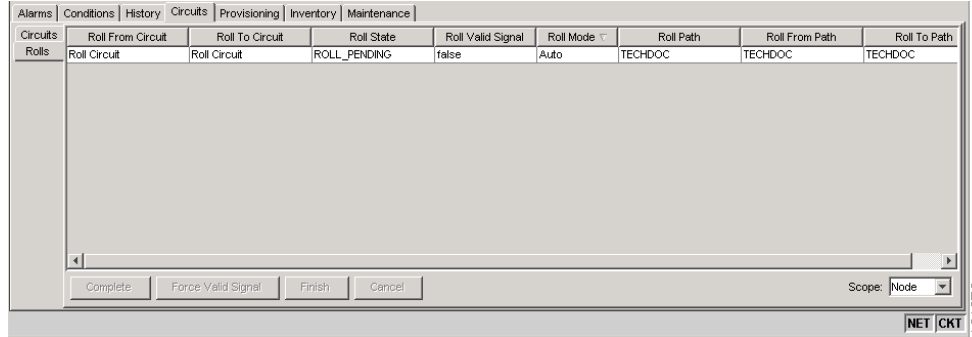 Alarms Conditions History Circuits Provisioning Inventory Maintenance
Circuits
Rolls
Roll From Circuit Roll To Circuit Roll State Roll Valid Signal Roll Mode Roll Path Roll From Path Roll To Path
Roll Circuit Roll Circuit ROLL_PENDING false Auto TECHDOC TECHDOC TECHDOC
Complete Force Valid Signal Finish Cancel Scope: Node
NET CKT